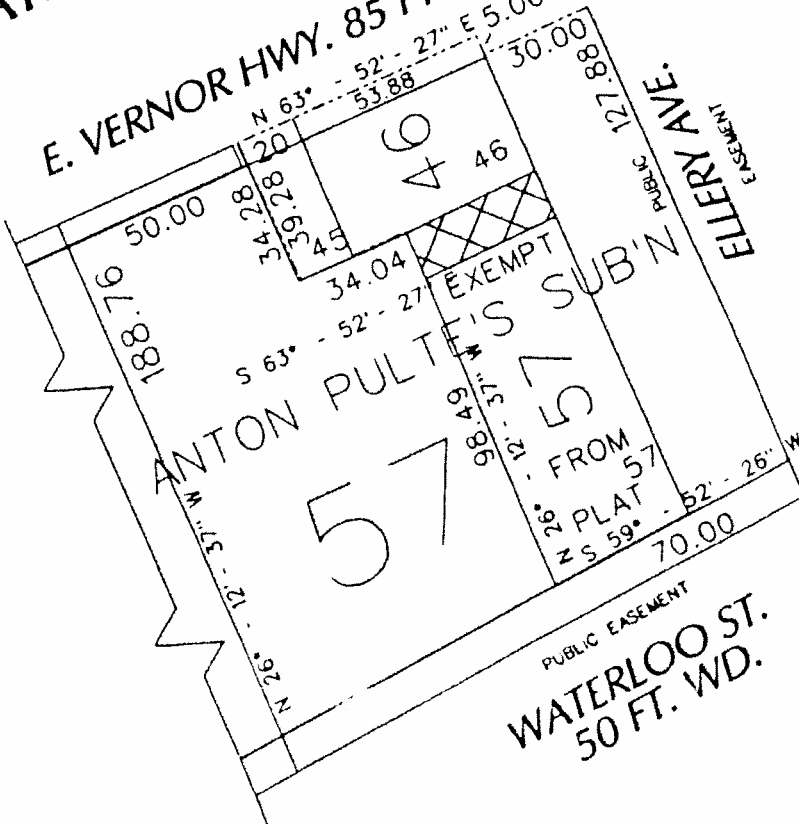 E. VERNOR HWY. 85
N 63° - 52' - 27" E 5.00
53.88
30.00
127.88
PUBLIC
EASEMENT
ELLERY AVE.
20
46
46
50.00
34.28
39.28
45
34.04
S 63° - 52' - 27"
188.76
EXEMPT
ANTON PULTE'S SUB'N
98.49
N 26° - 12' - 37" W
57
57
FROM
57
PLAT
N 26° - 12' - 37" W
S 59° - 52' - 26" W
70.00
PUBLIC EASEMENT
WATERLOO ST.
50 FT. WD.